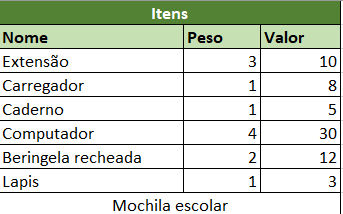 Itens
Nome Peso Valor
Extensão 3 10
Carregador 1 8
Caderno 1 5
Computador 4 30
Beringela recheada 2 12
Lapis 1 3
Mochila escolar